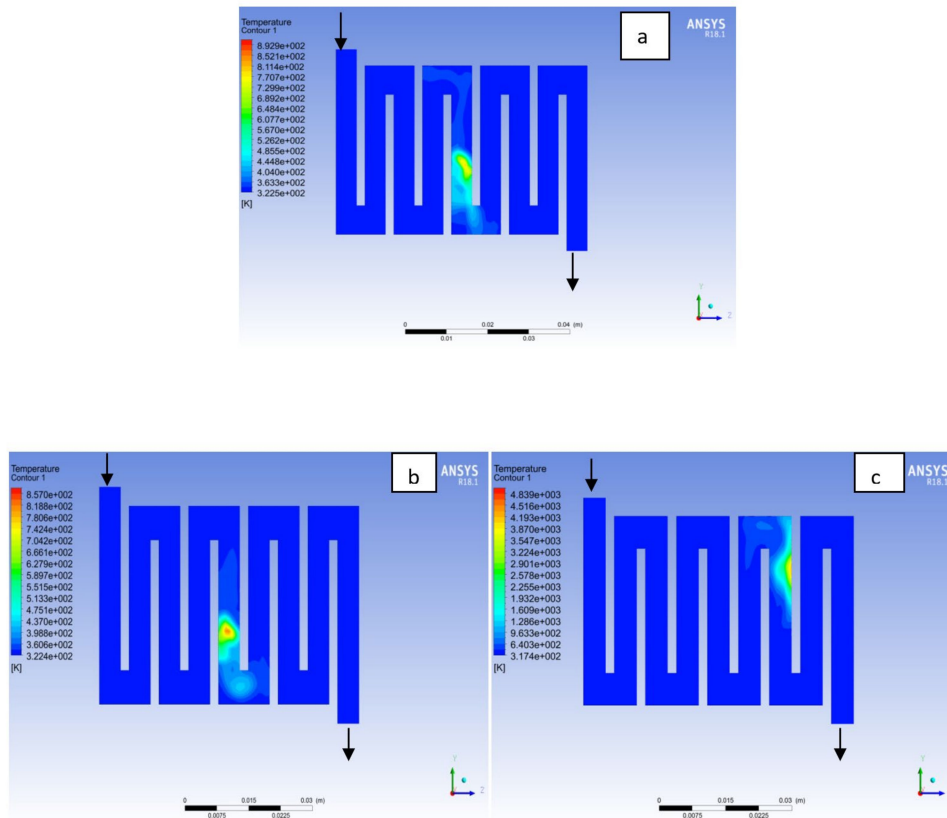 a
Temperature
Contour 1
8.929e+002
8.521e+002
8.114e+002
7.707e+002
7.299e+002
6.892e+002
6.484e+002
6.077e+002
5.670e+002
5.262e+002
4.855e+002
4.448e+002
4.040e+002
3.633e+002
3.225e+002
[K]
ANSYS
R18.1
Y
Z
0 0.02 0.04 (m)
0.01 0.03
b
Temperature
Contour 1
8.570e+002
8.188e+002
7.806e+002
7.424e+002
7.042e+002
6.661e+002
6.279e+002
5.897e+002
5.515e+002
5.133e+002
4.751e+002
4.370e+002
3.988e+002
3.606e+002
3.224e+002
[K]
ANSYS
R18.1
Y
Z
0 0.015 0.03 (m)
0.0075 0.0225
c
Temperature
Contour 1
4.839e+003
4.516e+003
4.193e+003
3.870e+003
3.547e+003
3.224e+003
2.901e+003
2.578e+003
2.255e+003
1.932e+003
1.609e+003
1.286e+003
9.633e+002
6.403e+002
3.174e+002
[K]
ANSYS
R18.1
Y
Z
0 0.015 0.03 (m)
0.0075 0.0225